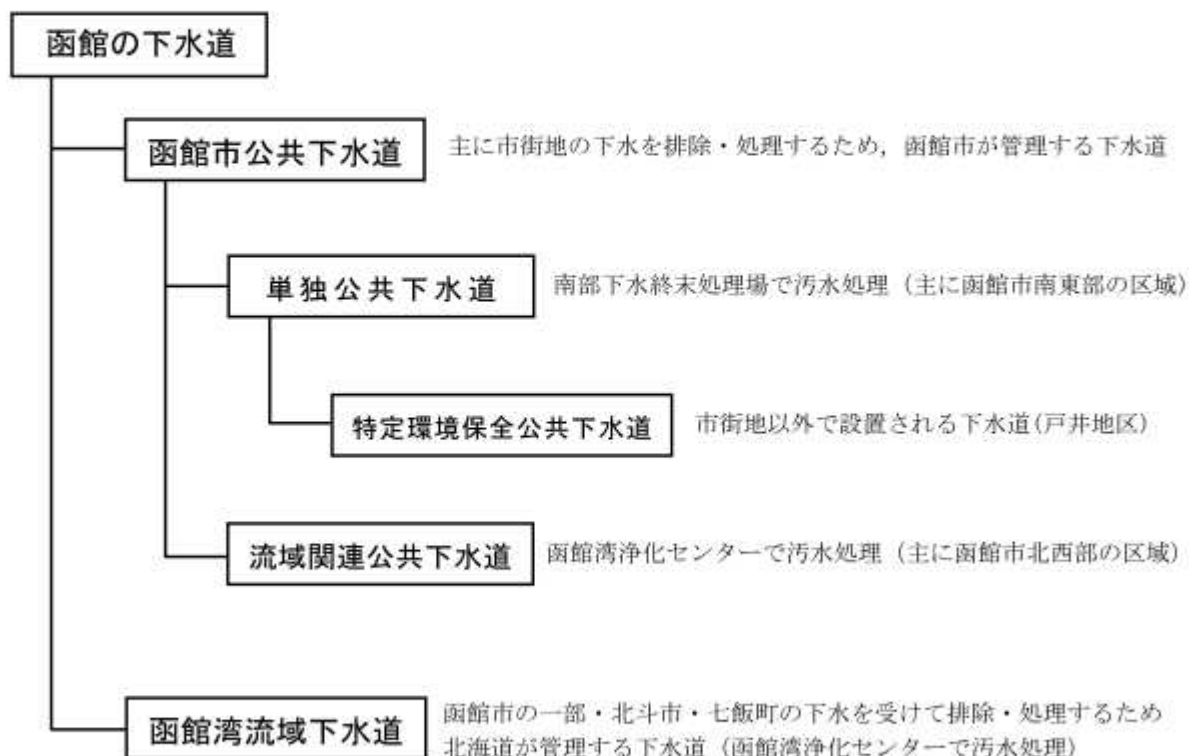 函館の下水道
函館市公共下水道
主に市街地の下水を排除・処理するため，函館市が管理する下水道
単独公共下水道
南部下水終末処理場で汚水処理（主に函館市南東部の区域）
特定環境保全公共下水道
市街地以外で設置される下水道(戸井地区)
流域関連公共下水道
函館湾浄化センターで汚水処理（主に函館市北西部の区域）
函館湾流域下水道
函館市の一部・北斗市・七飯町の下水を受けて排除・処理するため
北海道が管理する下水道（函館湾浄化センターで汚水処理）